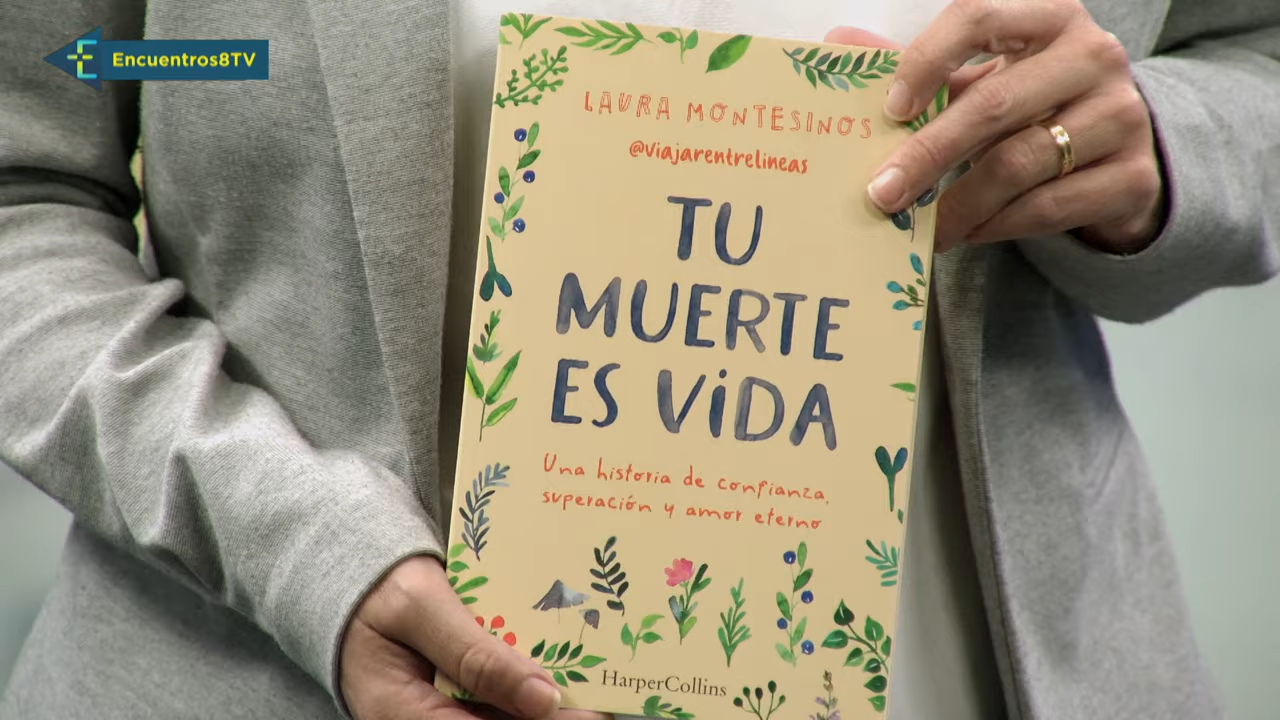 Encuentros8TV
LAURA MONTESINOS
@viajarentrelineas
TU
MUERTE
ES ViDA
Una historia de confianza,
superación y amor eterno
HarperCollins